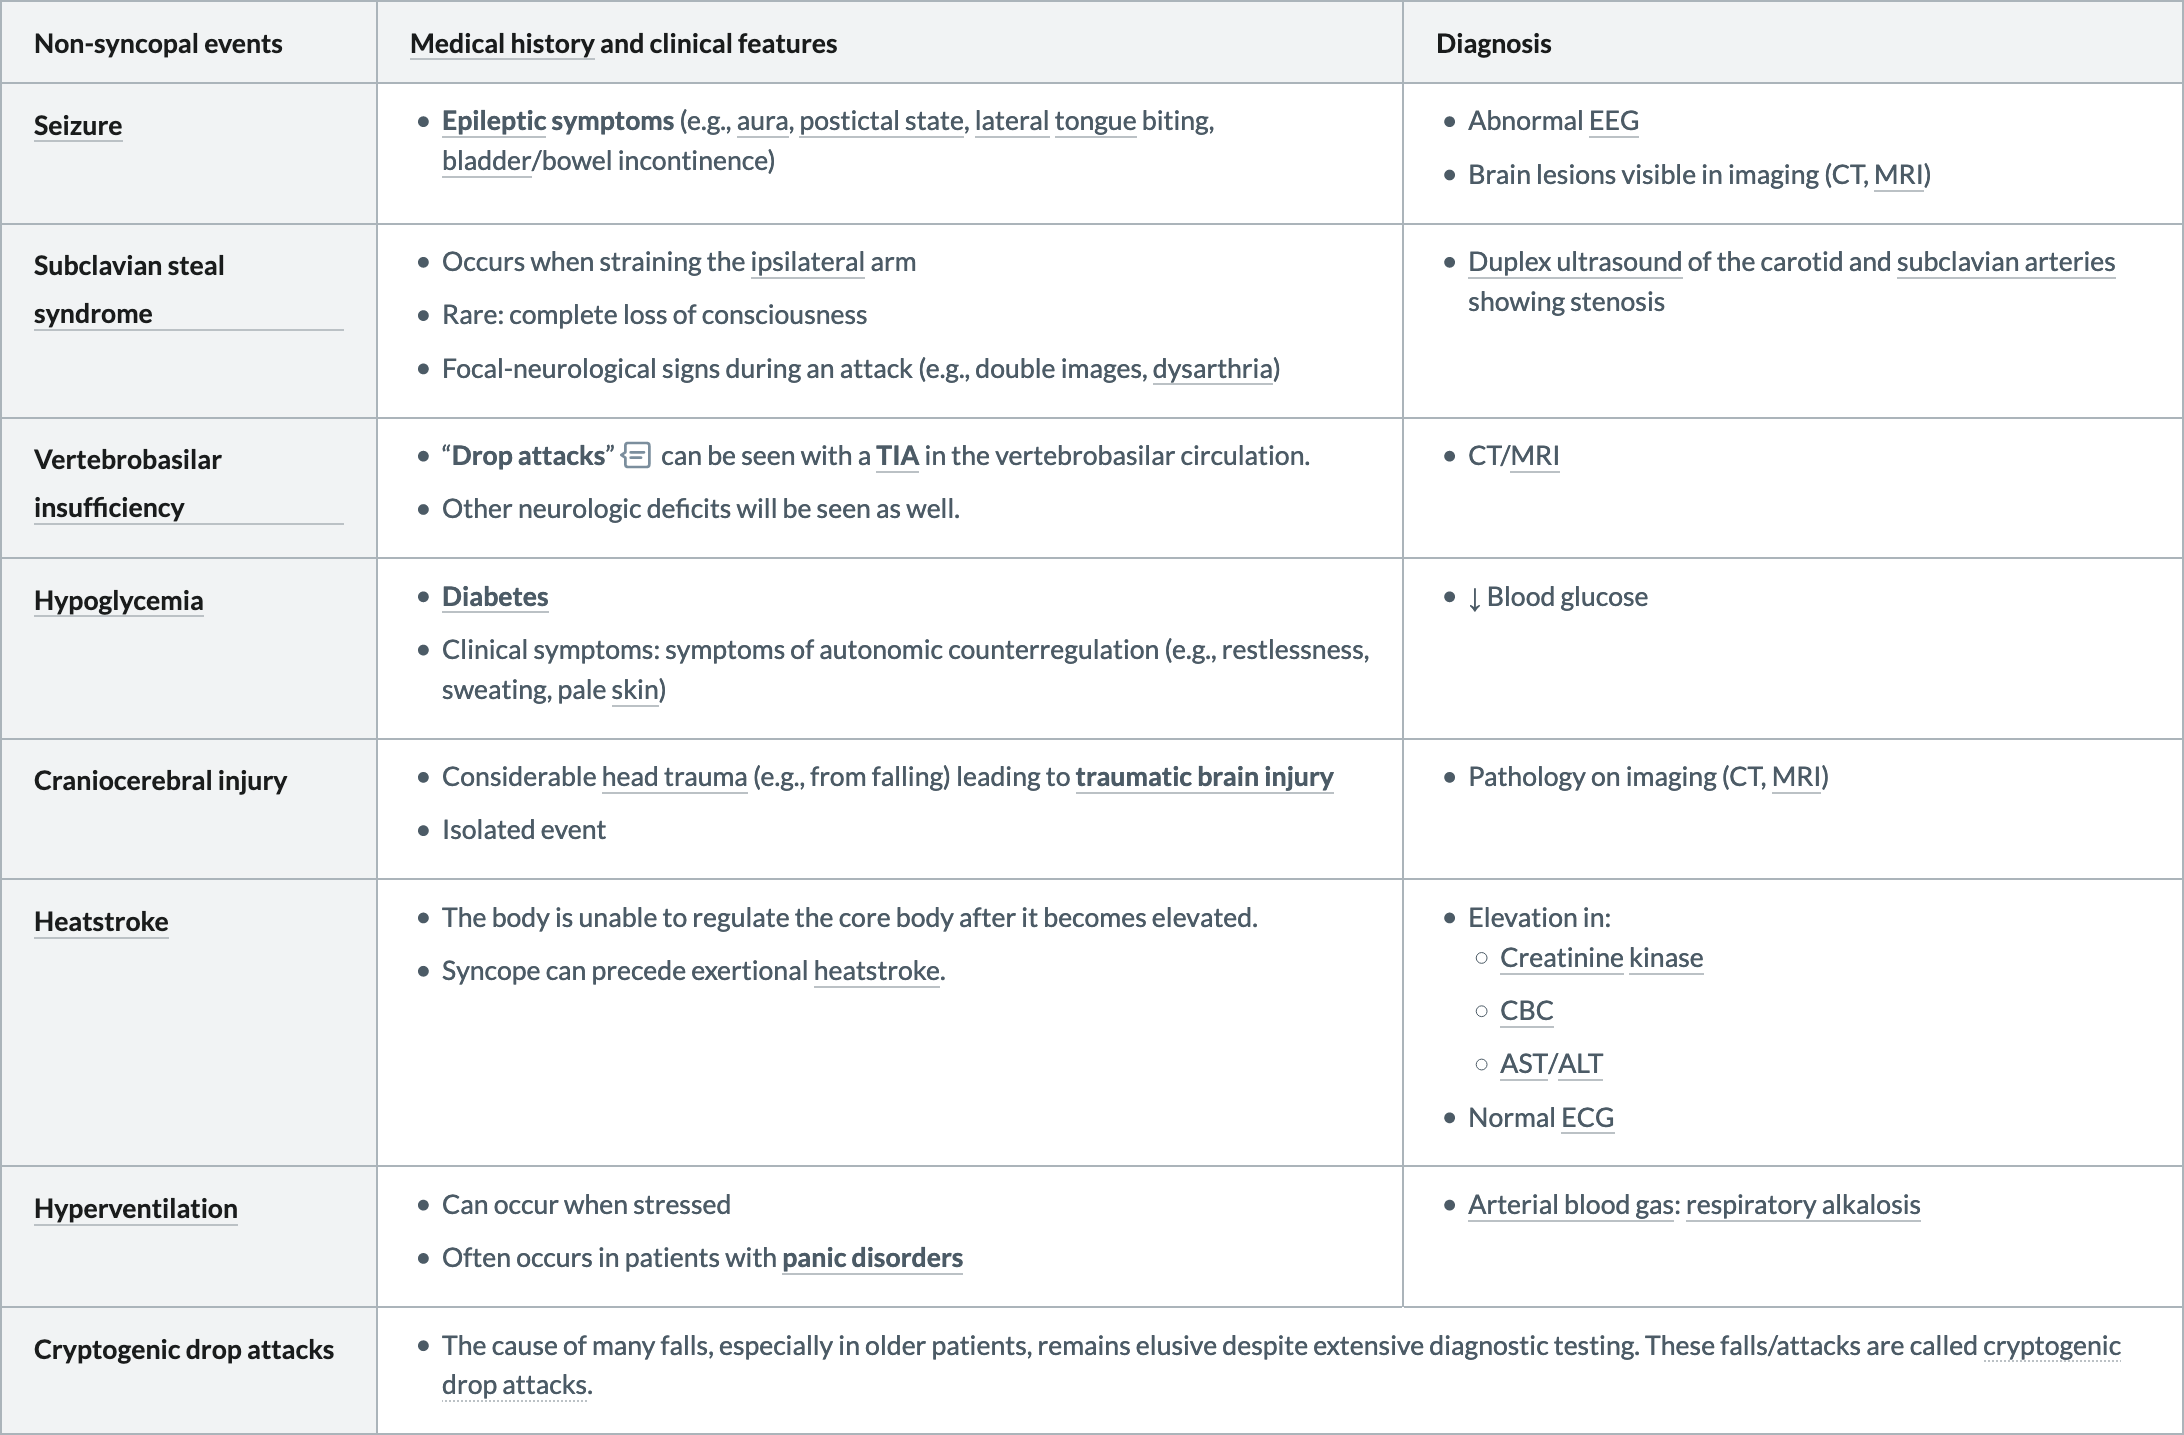 Non-syncopal events
Medical history and clinical features
Diagnosis
Seizure
• Epileptic symptoms (e.g., aura, postictal state, lateral tongue biting,
bladder/bowel incontinence)
• Abnormal EEG
• Brain lesions visible in imaging (CT, MRI)
Subclavian steal
syndrome
• Occurs when straining the ipsilateral arm
• Rare: complete loss of consciousness
• Focal-neurological signs during an attack (e.g., double images, dysarthria)
• Duplex ultrasound of the carotid and subclavian arteries
showing stenosis
Vertebrobasilar
insufficiency
• “Drop attacks” can be seen with a TIA in the vertebrobasilar circulation.
• Other neurologic deficits will be seen as well.
• CT/MRI
Hypoglycemia
• Diabetes
• Clinical symptoms: symptoms of autonomic counterregulation (e.g., restlessness,
sweating, pale skin)
• ↓ Blood glucose
Craniocerebral injury
• Considerable head trauma (e.g., from falling) leading to traumatic brain injury
• Isolated event
• Pathology on imaging (CT, MRI)
Heatstroke
• The body is unable to regulate the core body after it becomes elevated.
• Syncope can precede exertional heatstroke.
• Elevation in:
○ Creatinine kinase
○ CBC
○ AST/ALT
• Normal ECG
Hyperventilation
• Can occur when stressed
• Often occurs in patients with panic disorders
• Arterial blood gas: respiratory alkalosis
Cryptogenic drop attacks
• The cause of many falls, especially in older patients, remains elusive despite extensive diagnostic testing. These falls/attacks are called cryptogenic
drop attacks.